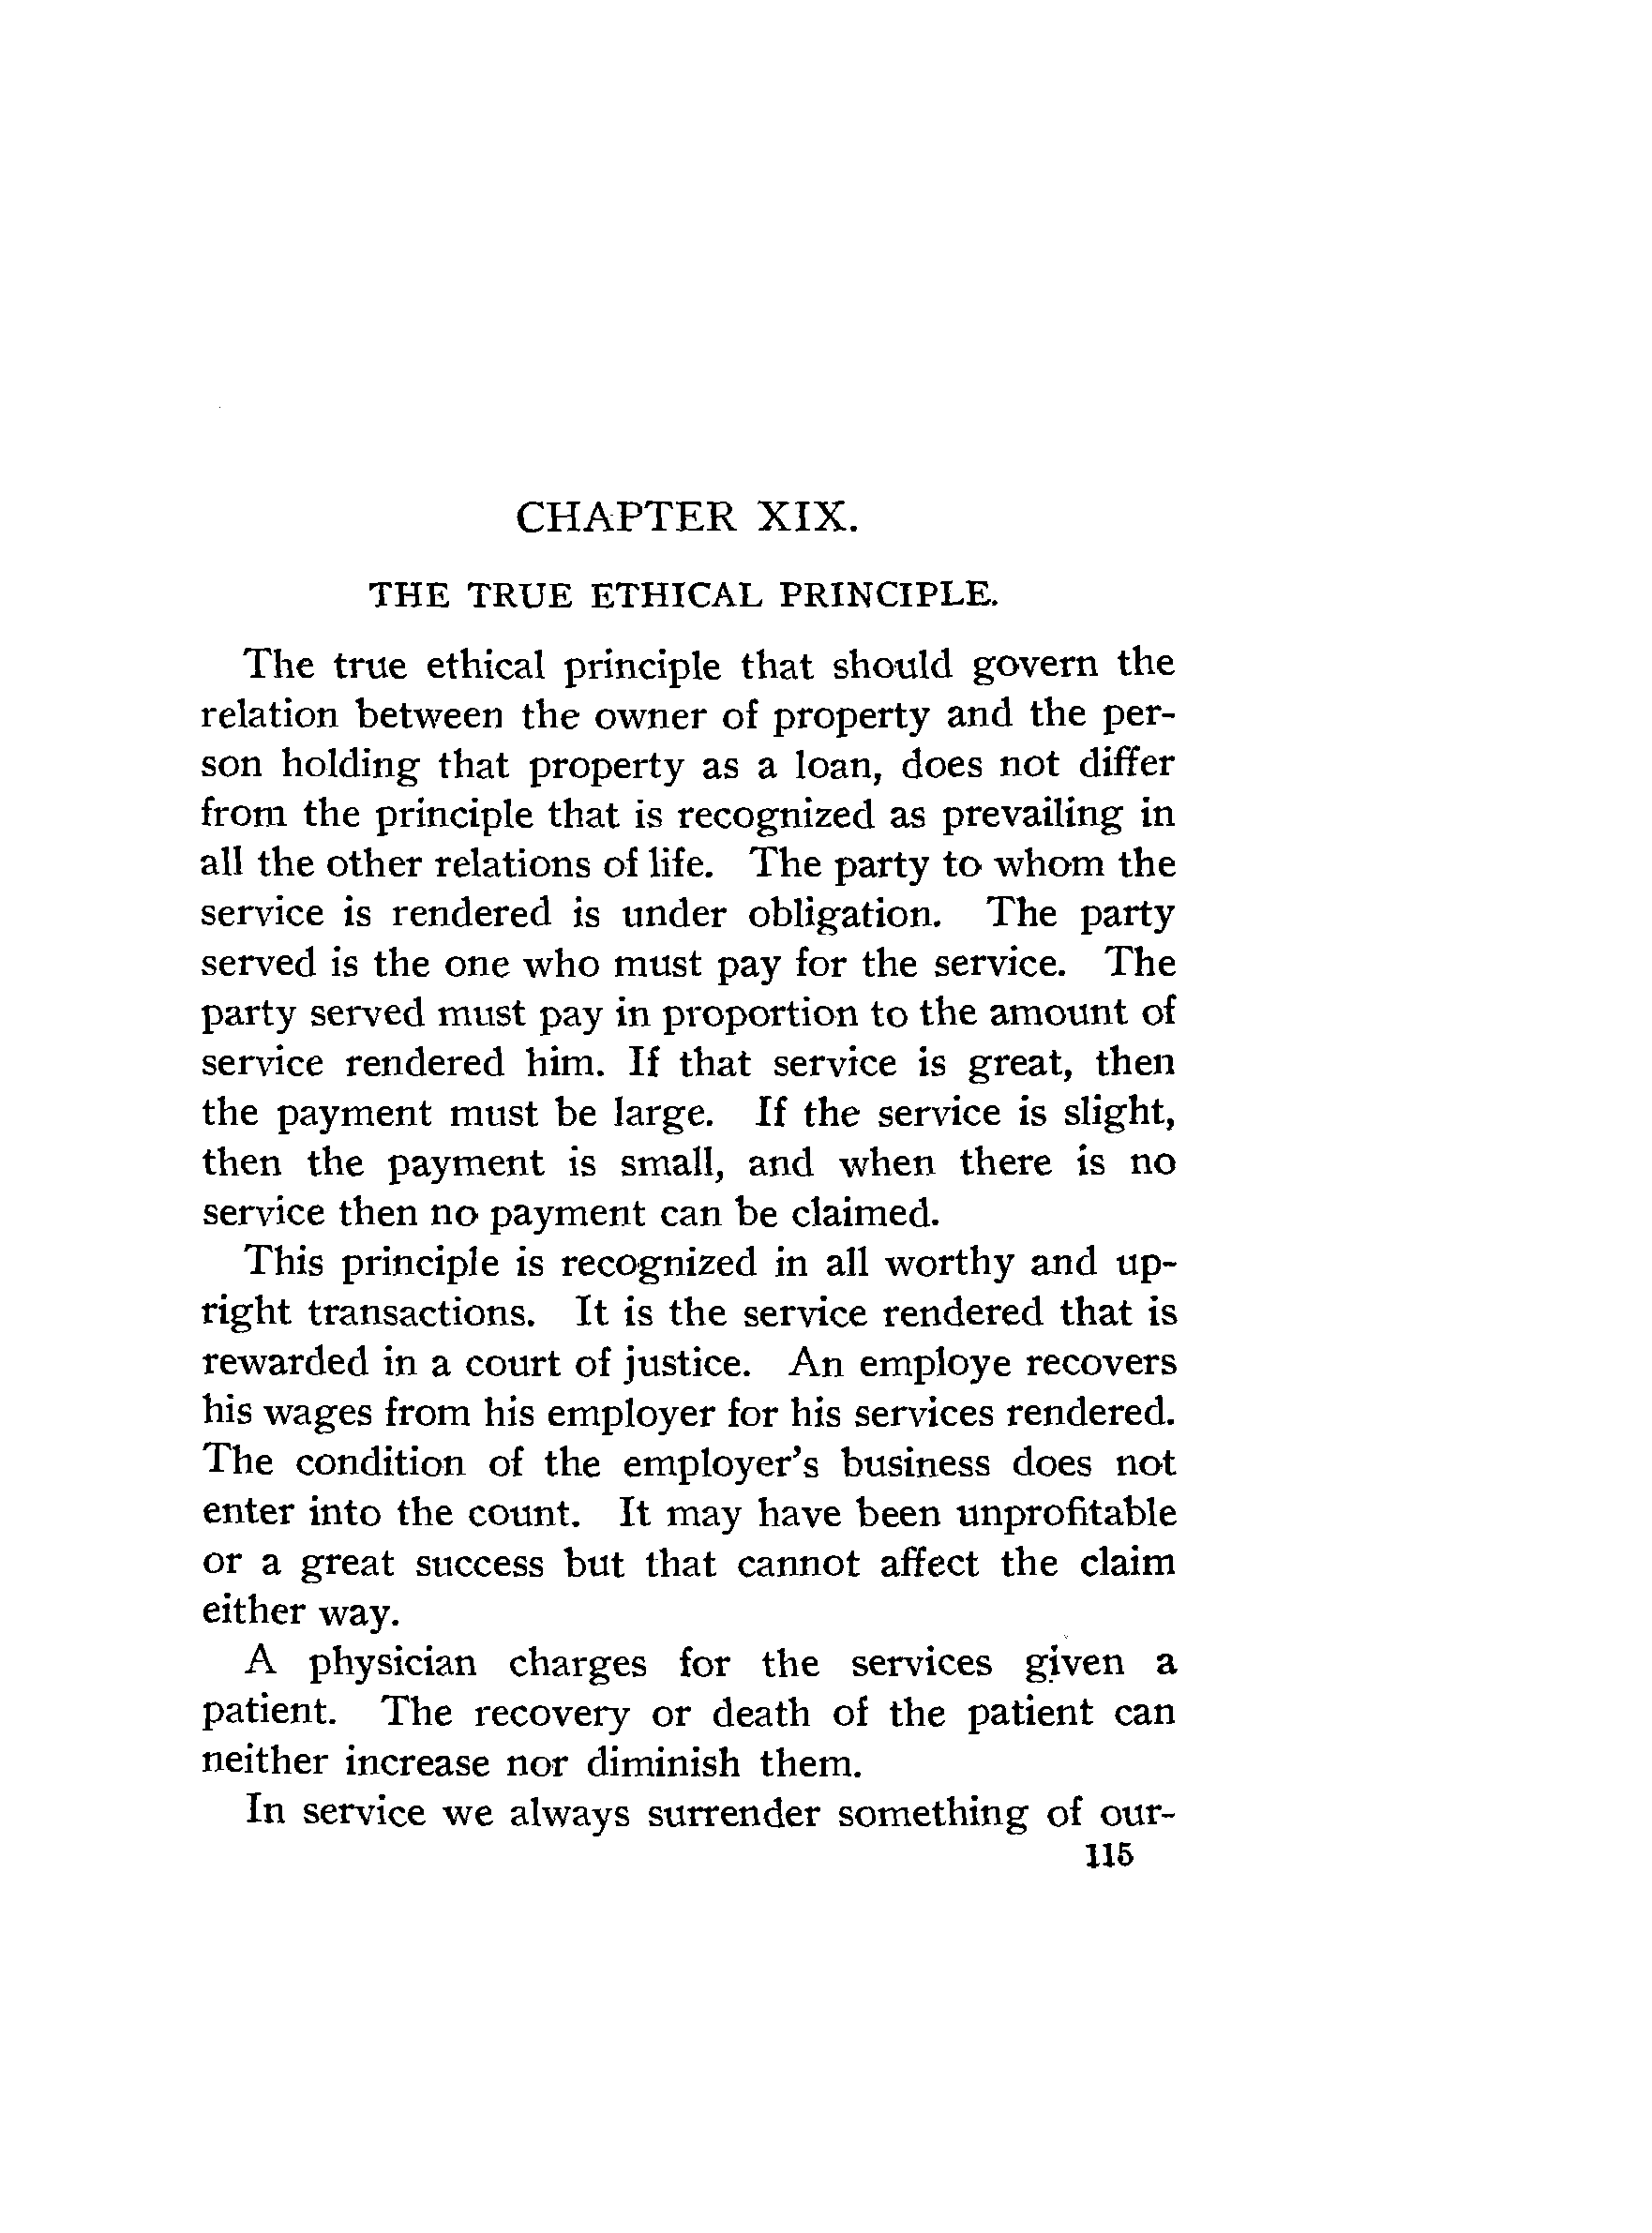 CHAPTER XIX.
THE TRUE ETHICAL PRINCIPLE.
The true ethical principle that should govern the
relation between the owner of property and the per-
son holding that property as a loan, does not differ
from the principle that is recognized as prevailing in
all the other relations of life. The party to whom the
service is rendered is under obligation. The party
served is the one who must pay for the service. The
party served must pay in proportion to the amount of
service rendered him. If that service is great, then
the payment must be large. If the service is slight,
then the payment is small, and when there is no
service then no payment can be claimed.
This principle is recognized in all worthy and up-
right transactions. It is the service rendered that is
rewarded in a court of justice. An employe recovers
his wages from his employer for his services rendered.
The condition of the employer's business does not
enter into the count. It may have been unprofitable
or a great success but that cannot affect the claim
either way.
A physician charges for the services given a
patient. The recovery or death of the patient can
neither increase nor diminish them.
In service we always surrender something of our-
115